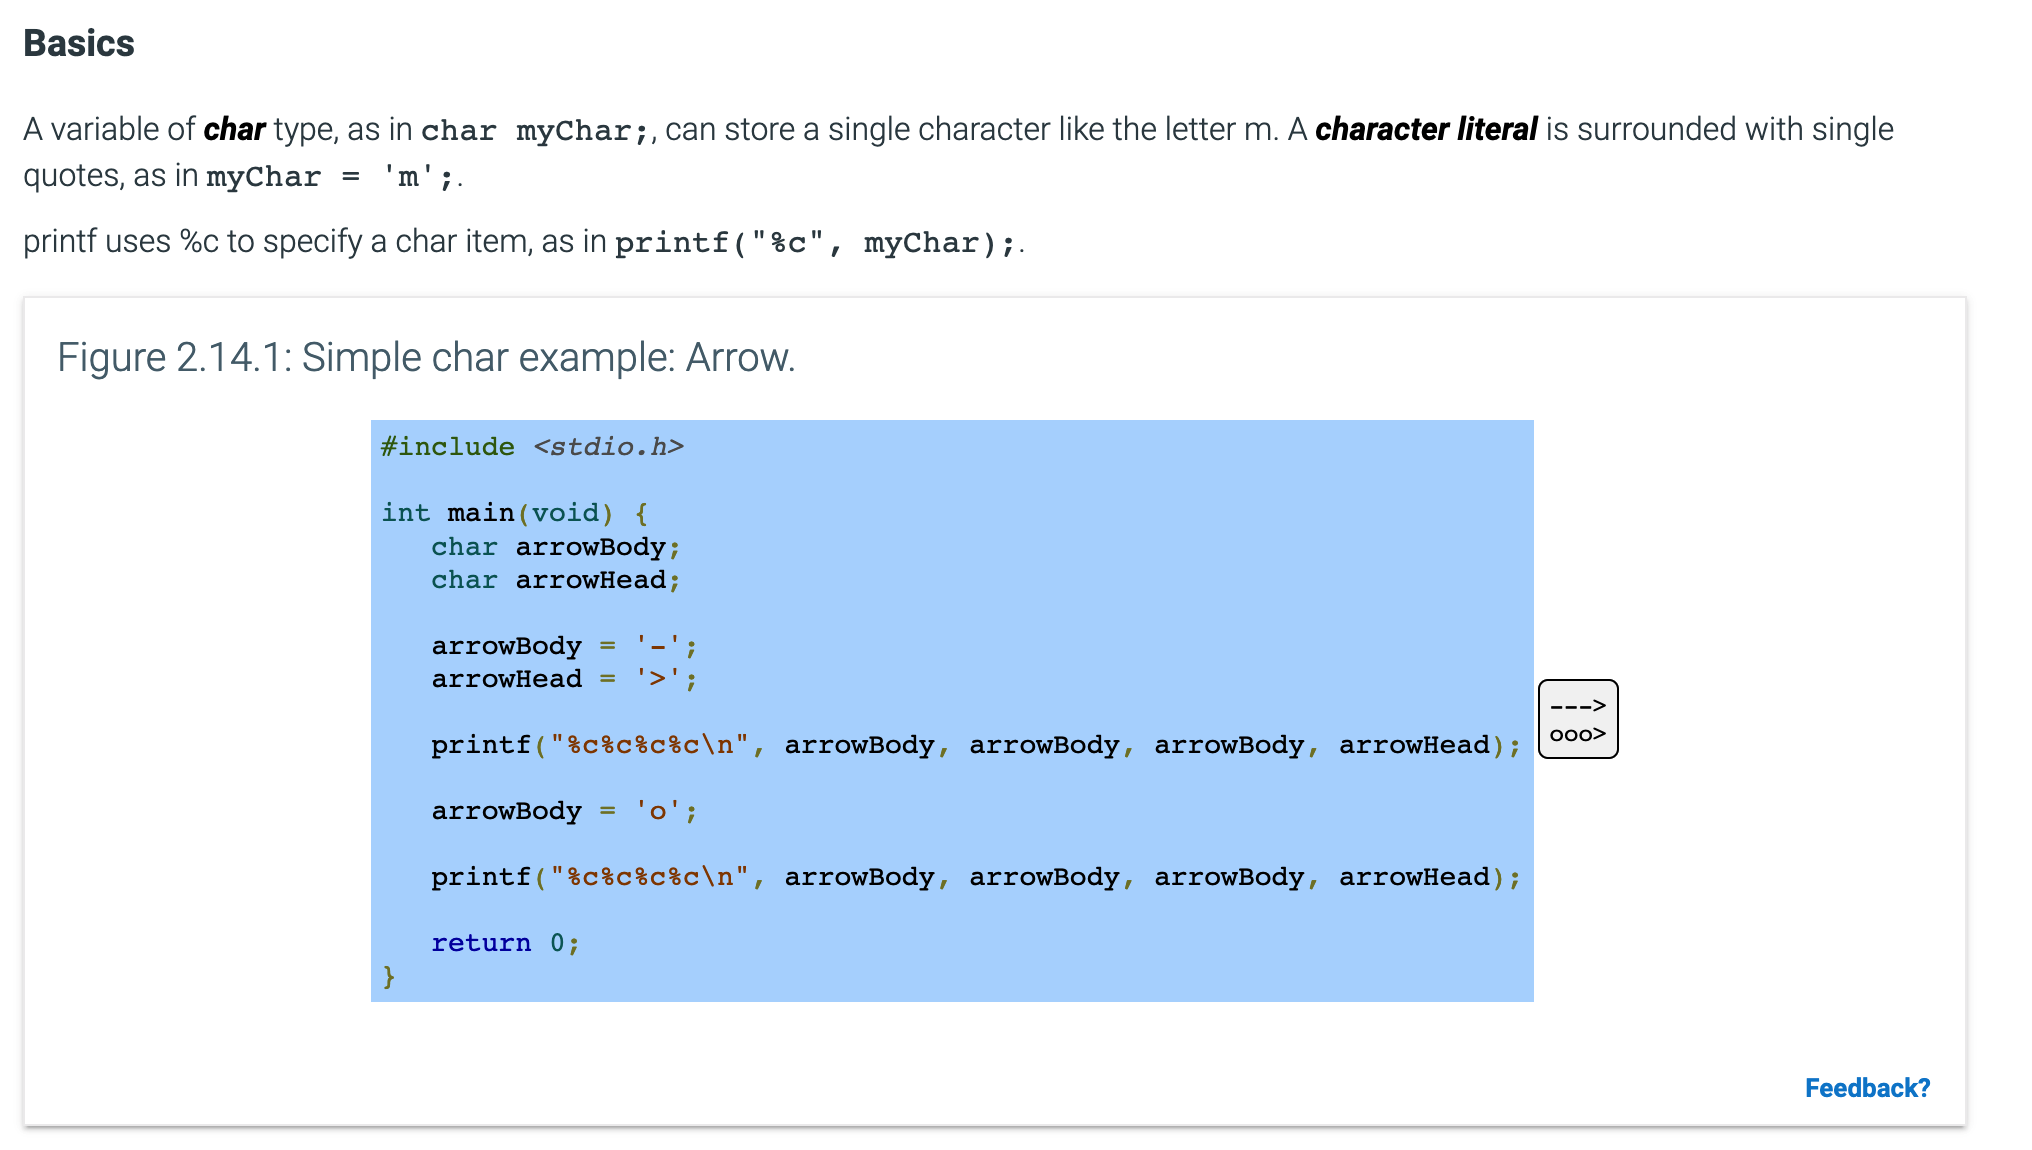 Basics
A variable of char type, as in char myChar;, can store a single character like the letter m. A character literal is surrounded with single
quotes, as in myChar = 'm';.
printf uses %c to specify a char item, as in printf("%c", myChar);.
Figure 2.14.1: Simple char example: Arrow.
#include <stdio.h>
int main(void) {
char arrowBody;
char arrowHead;
arrowBody = '-';
arrowHead = '>';
printf("%c%c%c%c\n", arrowBody, arrowBody, arrowBody, arrowHead);
arrowBody = 'o';
printf("%c%c%c%c\n", arrowBody, arrowBody, arrowBody, arrowHead);
return 0;
}
--->
ooo>
Feedback?